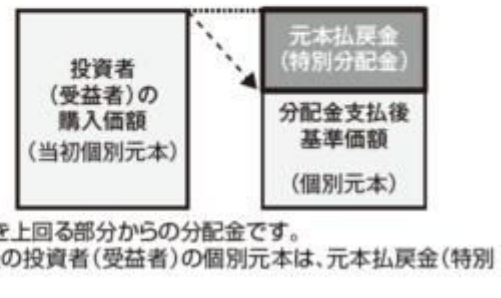 投資者
(受益者)の
購入価額
(当初個別元本)
元本払戻金
(特別分配金)
分配金支払後
基準価額
(個別元本)
を上回る部分からの分配金です。
の投資者(受益者)の個別元本は、元本払戻金(特別